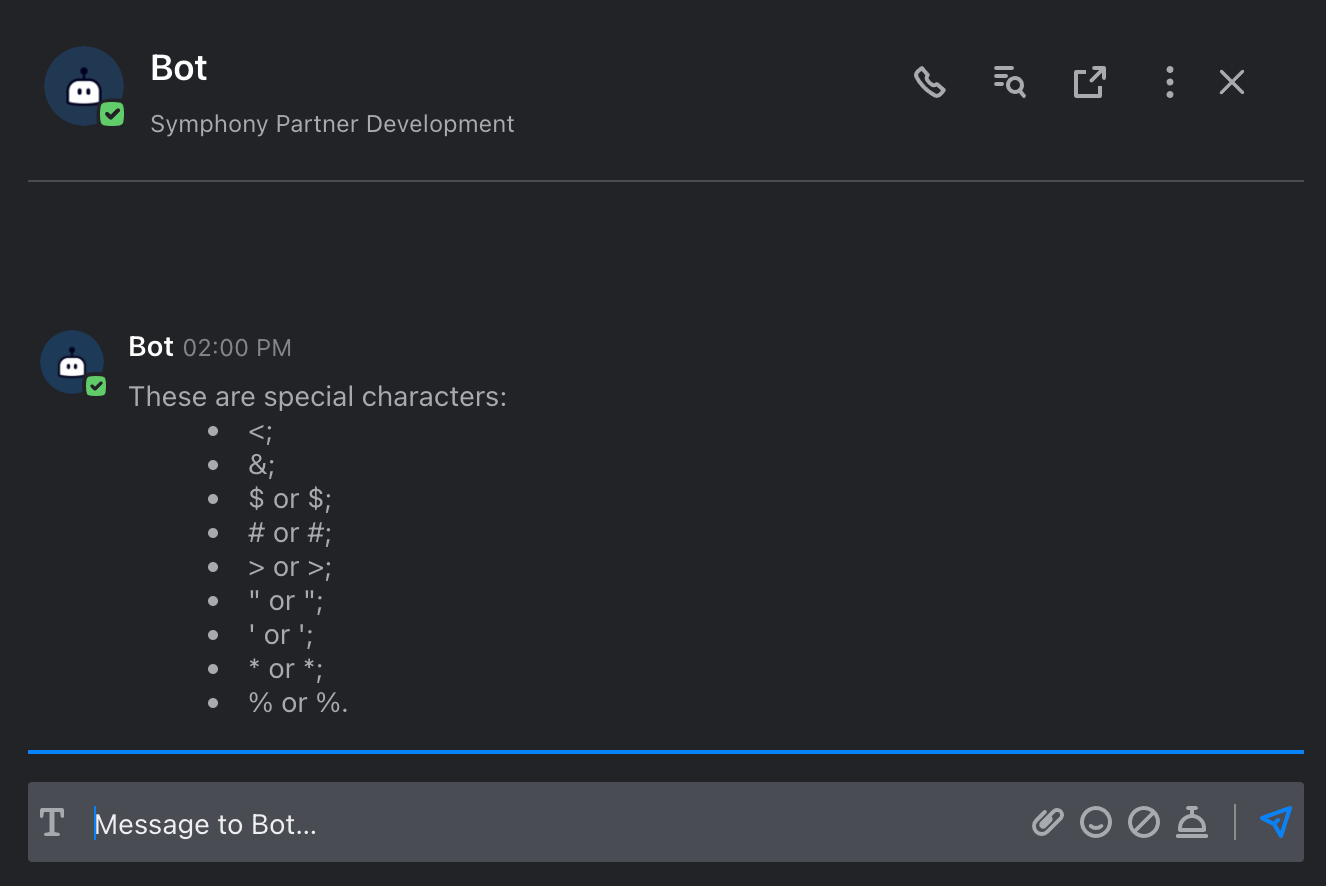 Bot
Symphony Partner Development
Bot 02:00 PM
These are special characters:
• <;
• &;
• $ or $;
• # or #;
• > or >;
• " or ";
• ' or ';
• * or *;
• % or %.
T
Message to Bot...